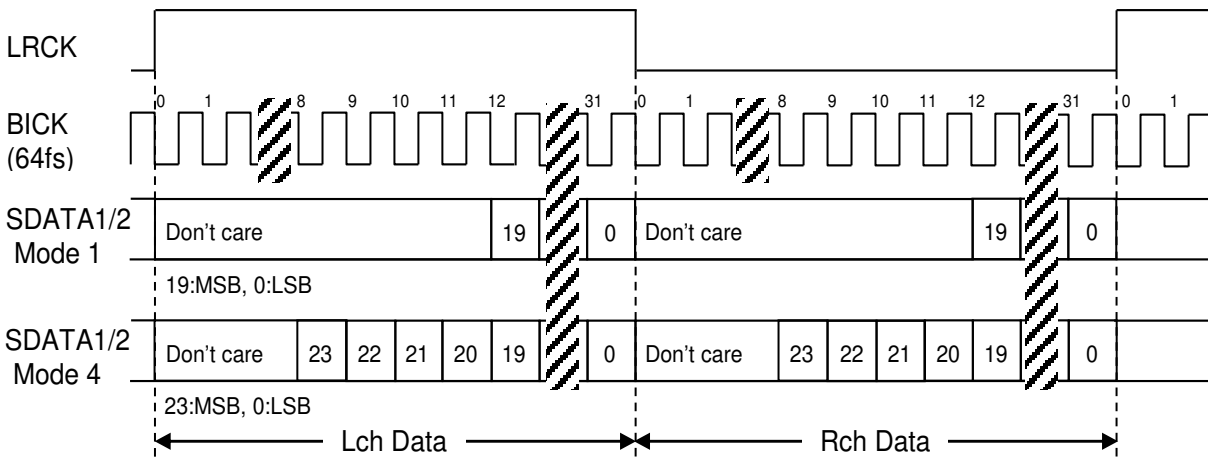 LRCK
BICK
(64fs)
0 1 8 9 10 11 12 31 0 1 8 9 10 11 12 31 0 1
SDATA1/2
Mode 1
Don't care 19 0 Don't care 19 0
19:MSB, 0:LSB
SDATA1/2
Mode 4
Don't care 23 22 21 20 19 0 Don't care 23 22 21 20 19 0
23:MSB, 0:LSB
Lch Data Rch Data